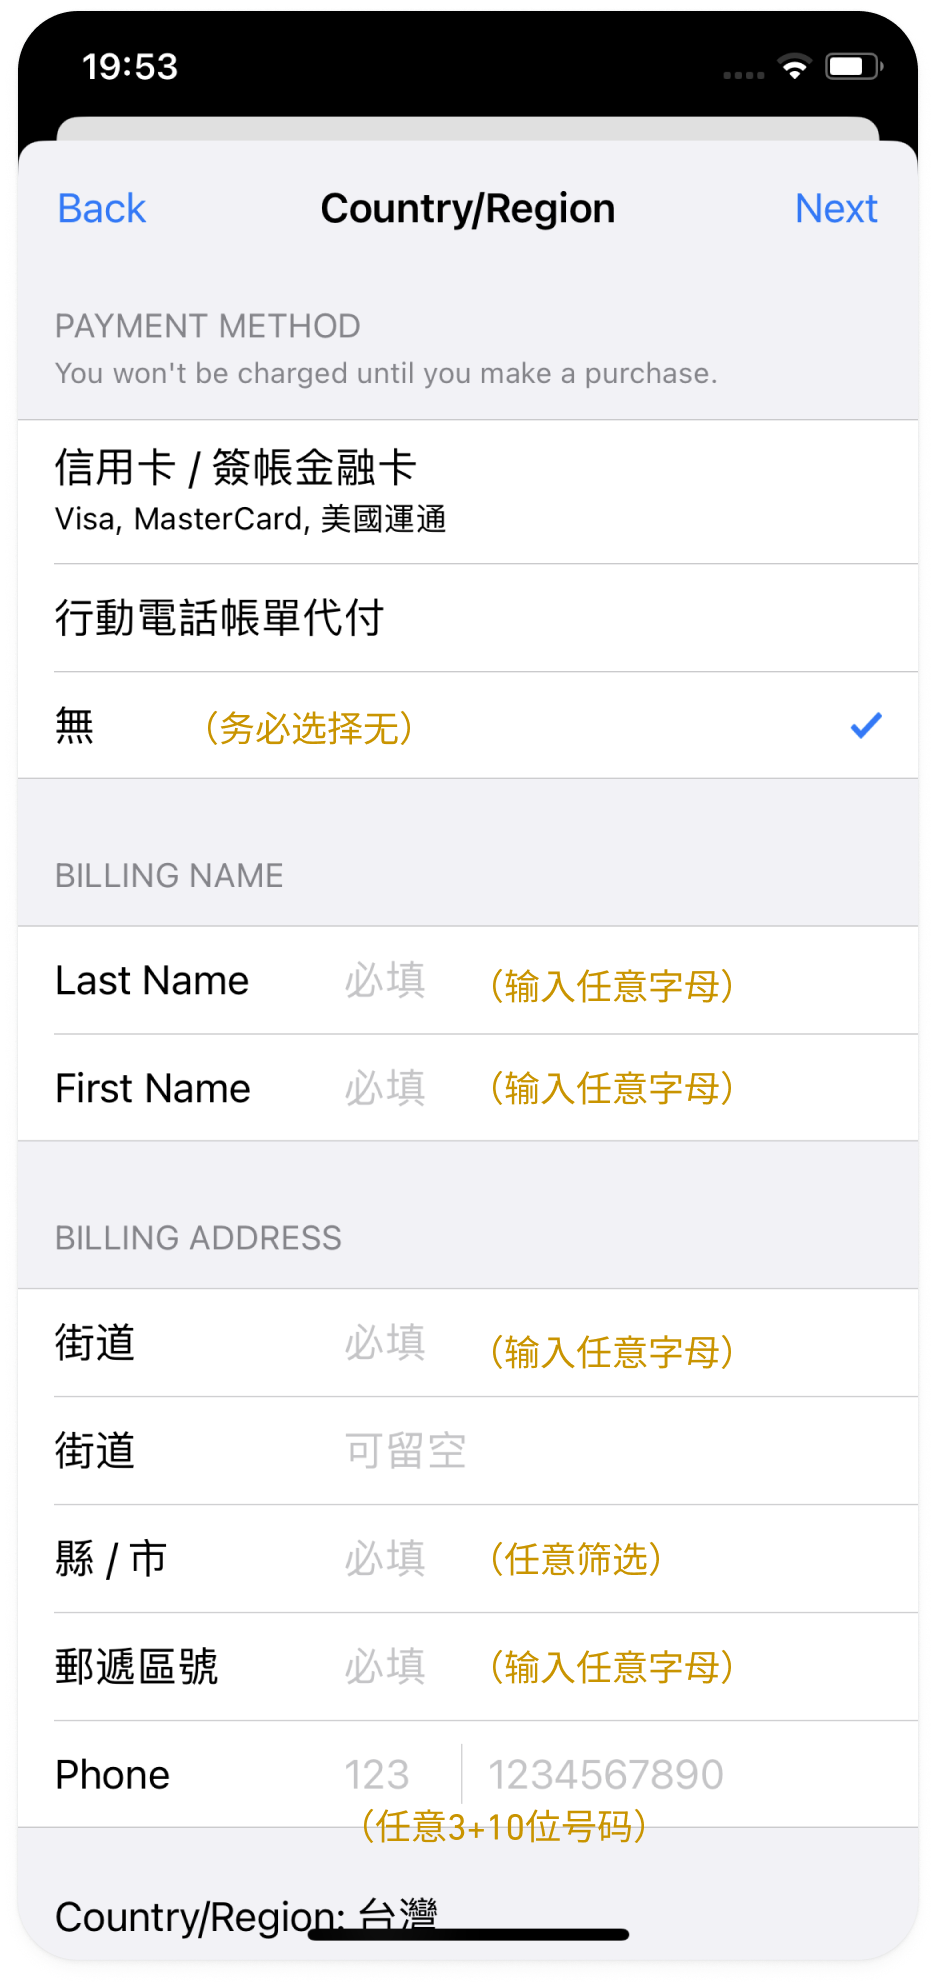 19:53
Back Country/Region Next
PAYMENT METHOD
You won't be charged until you make a purchase.
信用卡 / 簽帳金融卡
Visa, MasterCard, 美國運通
行動電話帳單代付
無 （务必选择无）
BILLING NAME
Last Name 必填 （输入任意字母）
First Name 必填 （输入任意字母）
BILLING ADDRESS
街道 必填 （输入任意字母）
街道 可留空
縣 / 市 必填 （任意筛选）
郵遞區號 必填 （输入任意字母）
Phone 123 1234567890
（任意3+10位号码）
Country/Region: 台灣